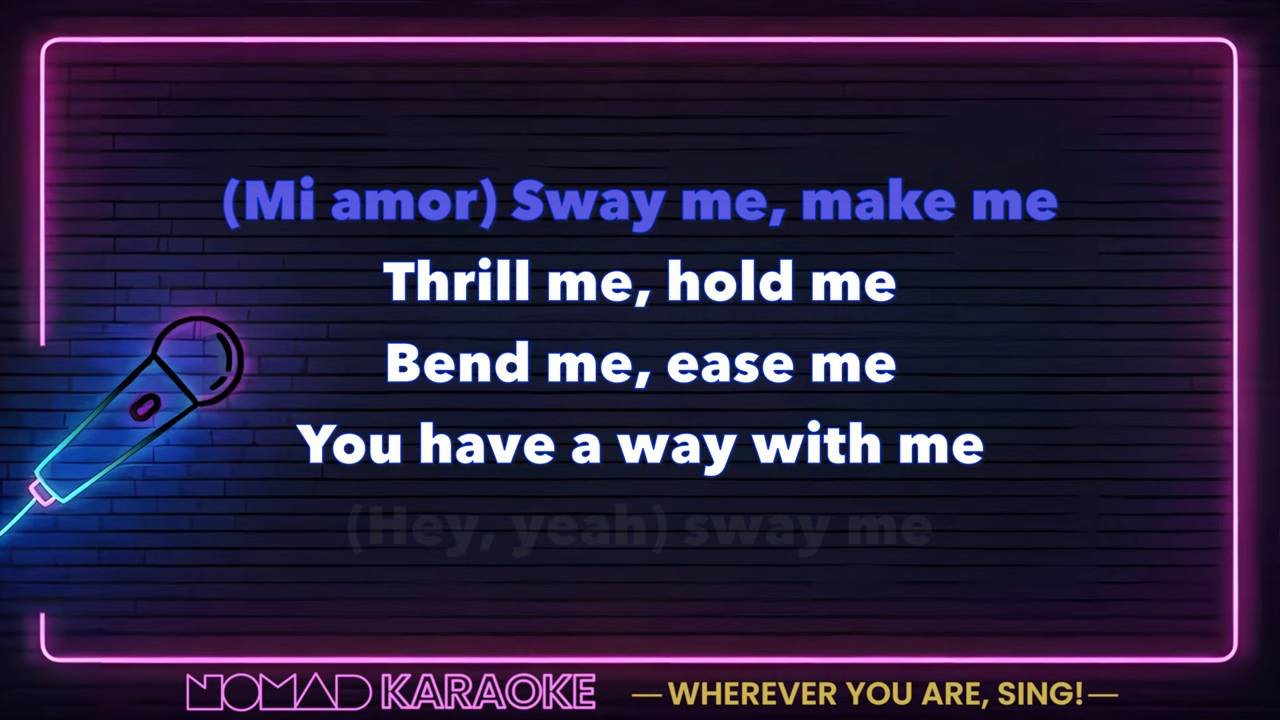 (Mi amor) Sway me, make me
Thrill me, hold me
Bend me, ease me
You have a way with me
(Hey, yeah) sway me
NOMAD KARAOKE — WHEREVER YOU ARE, SING! —